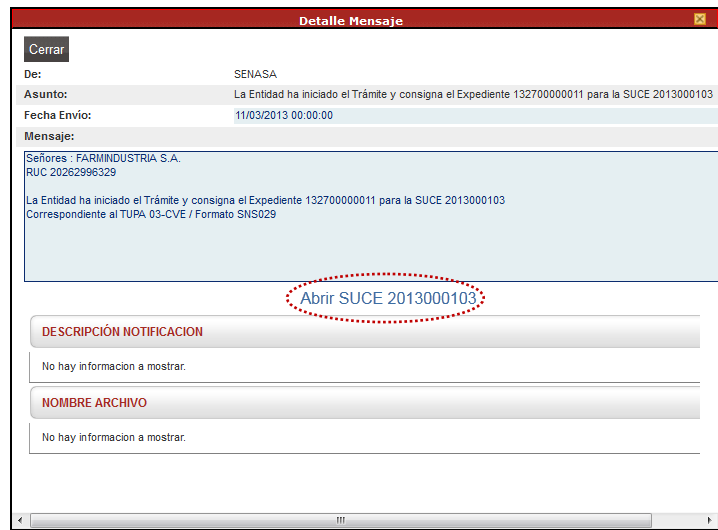 Detalle Mensaje
Cerrar
De: SENASA
Asunto: La Entidad ha iniciado el Trámite y consigna el Expediente 132700000011 para la SUCE 2013000103
Fecha Envío: 11/03/2013 00:00:00
Mensaje:
Señores : FARMINDUSTRIA S.A.
RUC 20262996329
La Entidad ha iniciado el Trámite y consigna el Expediente 132700000011 para la SUCE 2013000103
Correspondiente al TUPA 03-CVE / Formato SNS029
Abrir SUCE 2013000103
DESCRIPCIÓN NOTIFICACION
No hay informacion a mostrar.
NOMBRE ARCHIVO
No hay informacion a mostrar.